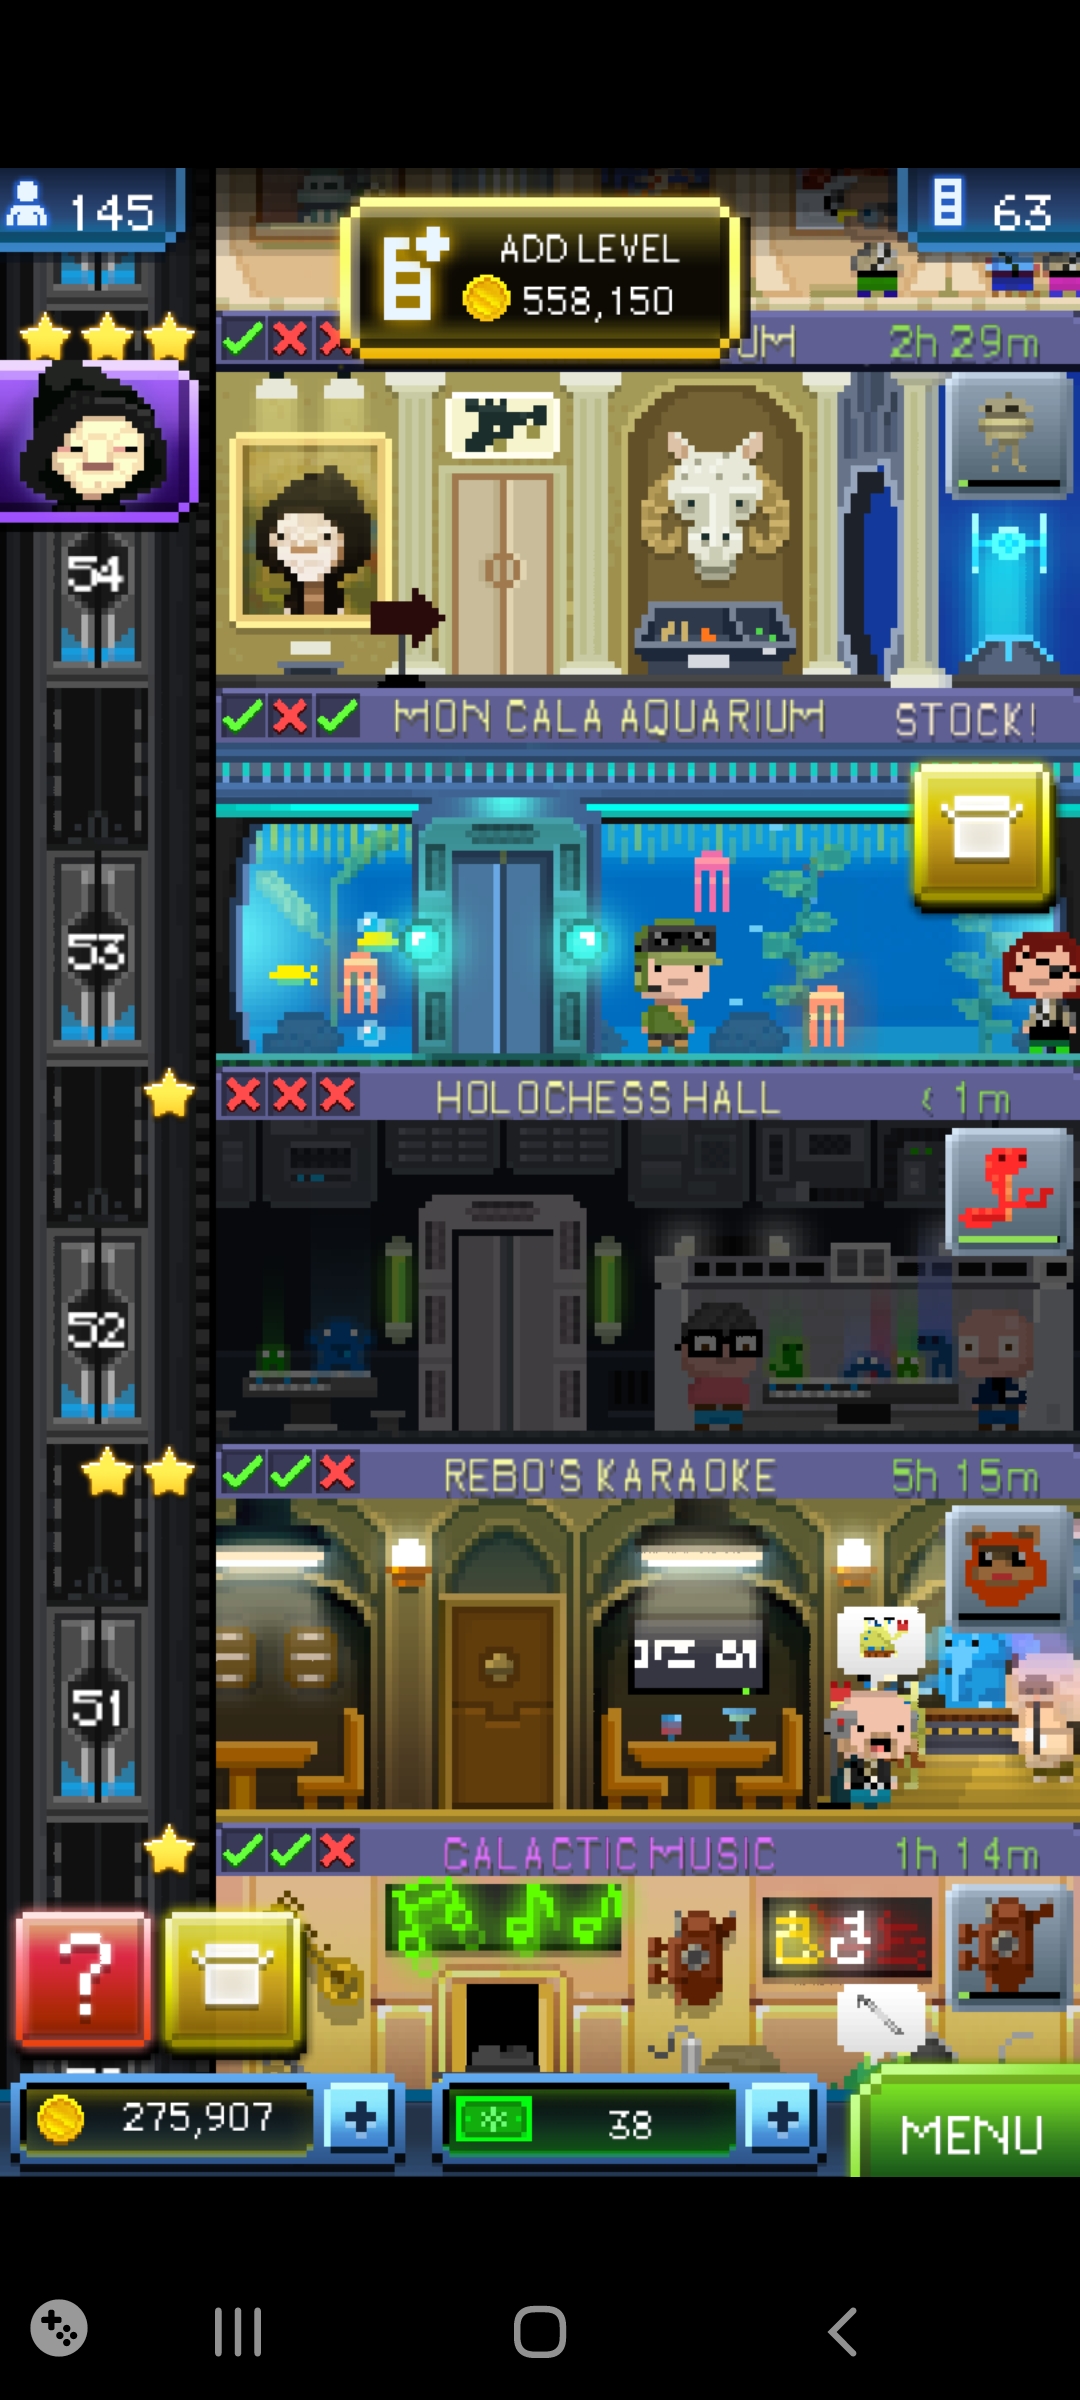 145
ADD LEVEL
558,150
63
UM
2h 29m
54
MON CALA AQUARIUM
STOCK!
53
HOLOCHESS HALL
< 1m
52
REBO'S KARAOKE
5h 15m
51
GALACTIC MUSIC
1h 14m
?
275,907
+
38
+
MENU